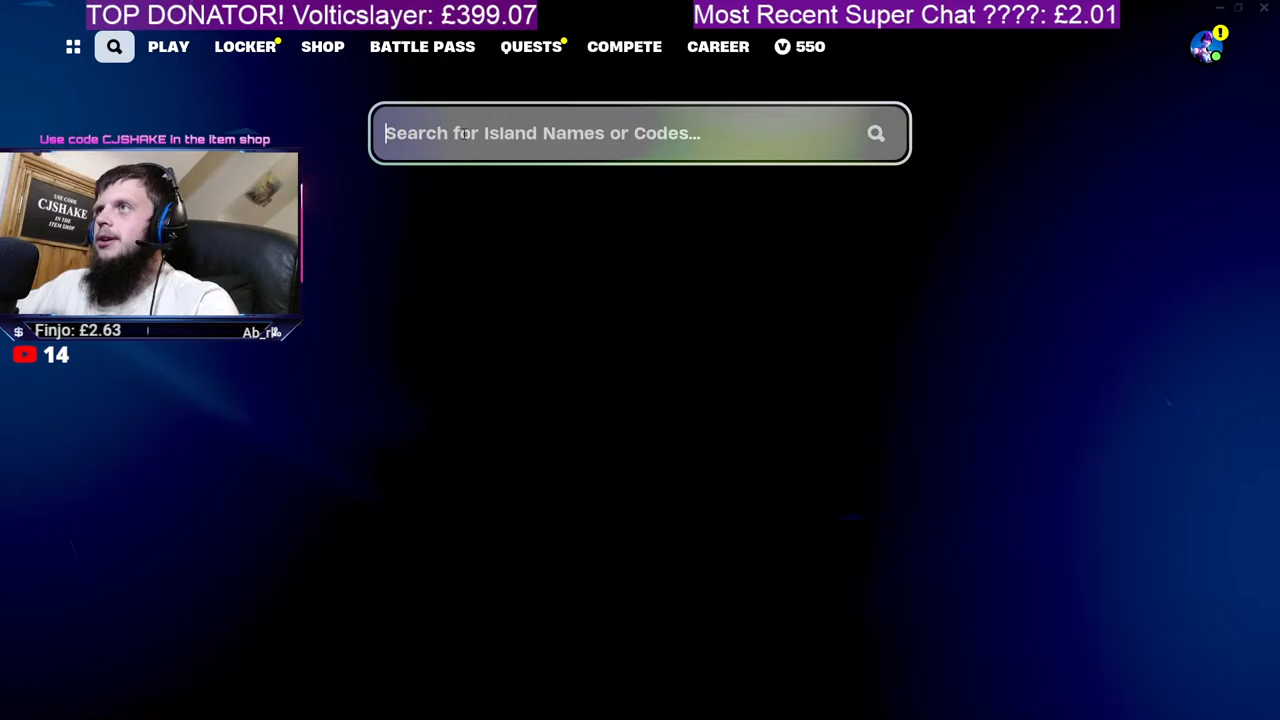 TOP DONATOR! Volticslayer: £399.07
Most Recent Super Chat ????: £2.01
PLAY LOCKER SHOP BATTLE PASS QUESTS COMPETE CAREER V 550
Search for Island Names or Codes...
Use code CJSHAKE in the item shop
USE CODE
CJSHAKE
IN THE
ITEM SHOP
$ Finjo: £2.63
14